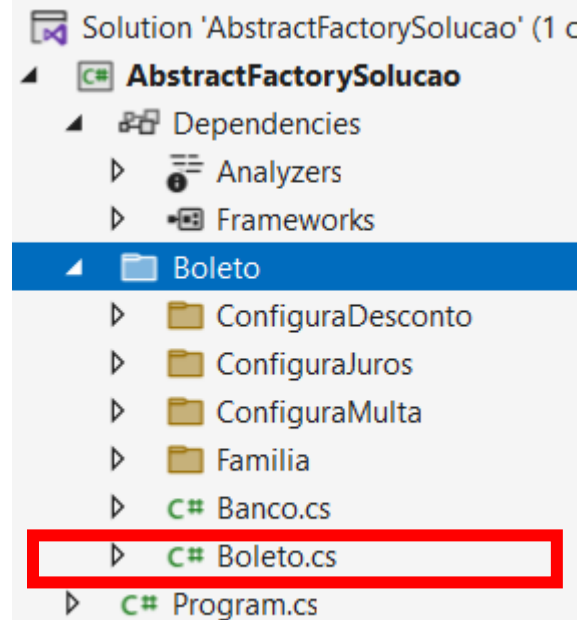 Solution 'AbstractFactorySolucao' (1 c
C# AbstractFactorySolucao
Dependencies
Analyzers
Frameworks
Boleto
ConfiguraDesconto
ConfiguraJuros
ConfiguraMulta
Familia
C# Banco.cs
C# Boleto.cs
C# Program.cs